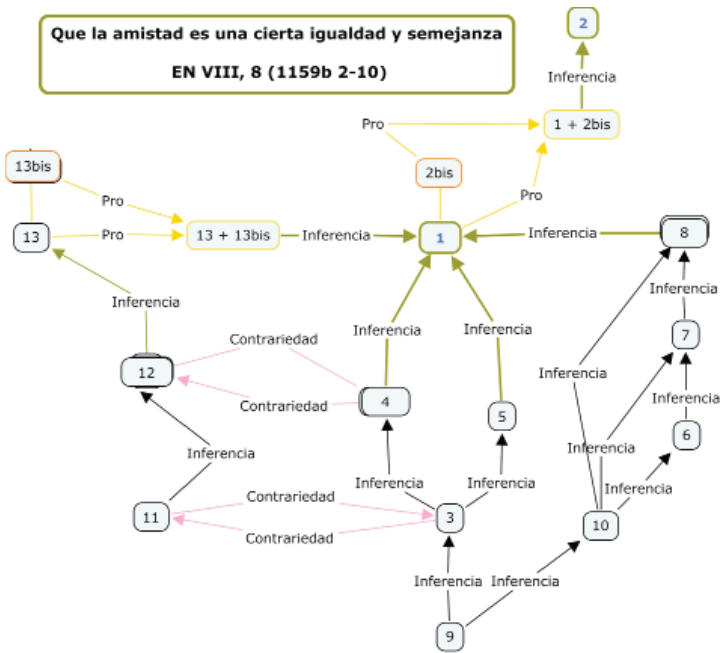 Que la amistad es una cierta igualdad y semejanza
EN VIII, 8 (1159b 2-10)
2
Inferencia
Pro
1 + 2bis
13bis
2bis
Pro
Pro
13
Pro
13 + 13bis
Inferencia
1
Inferencia
8
Inferencia
Inferencia
Inferencia
Inferencia
7
Contrariedad
12
Inferencia
4
Contrariedad
Inferencia
5
6
Inferencia
Inferencia
Inferencia
Inferencia
Inferencia
Contrariedad
11
3
10
Contrariedad
Inferencia
Inferencia
9